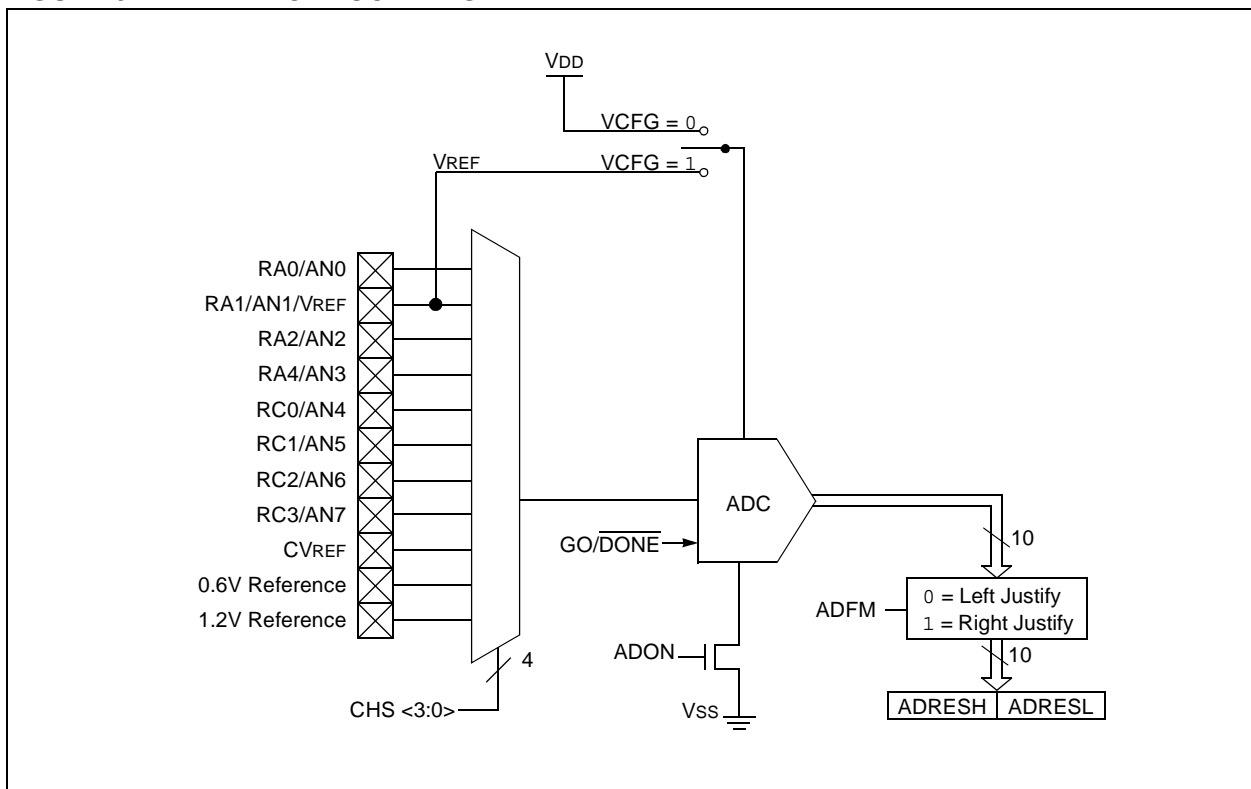 VDD
VCFG = 0
VREF
VCFG = 1
RA0/AN0
RA1/AN1/VREF
RA2/AN2
RA4/AN3
RC0/AN4
RC1/AN5
RC2/AN6
RC3/AN7
CVREF
0.6V Reference
1.2V Reference
CHS <3:0>
4
ADC
GO/DONE
ADON
VSS
10
ADFM
0 = Left Justify
1 = Right Justify
10
ADRESH ADRESL